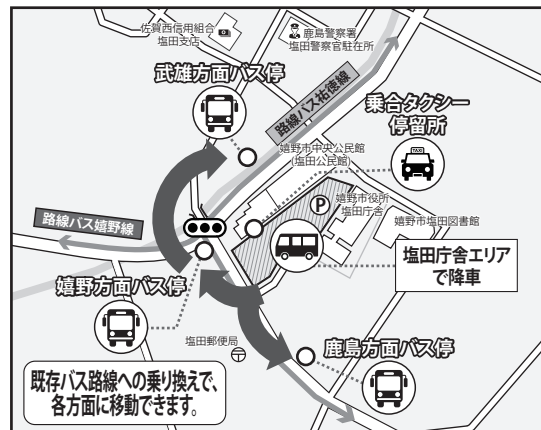 佐賀西信用組合
塩田支店
鹿島警察署
塩田警察官駐在所
武雄方面バス停
路線バス祐徳線
乗合タクシー
停留所
TAXI
嬉野市中央公民館
(塩田公民館)
P
嬉野市役所
塩田庁舎
嬉野市塩田図書館
路線バス嬉野線
塩田庁舎エリア
で降車
嬉野方面バス停
塩田郵便局
鹿島方面バス停
既存バス路線への乗り換えで、
各方面に移動できます。